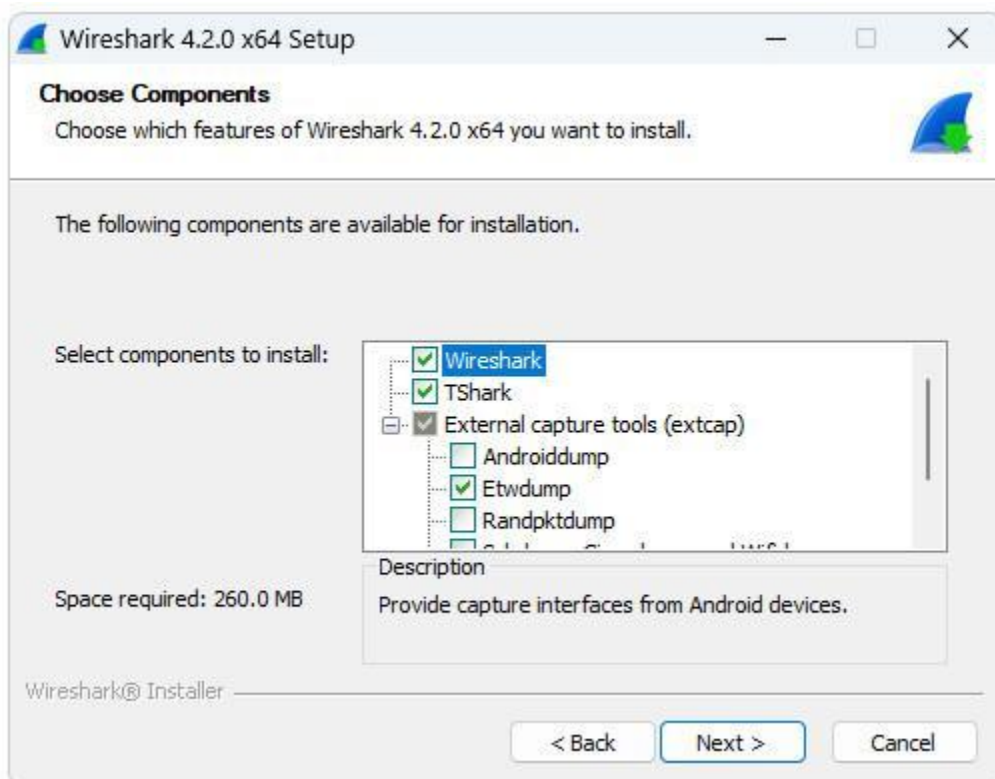 Wireshark 4.2.0 x64 Setup
Choose Components
Choose which features of Wireshark 4.2.0 x64 you want to install.
The following components are available for installation.
Select components to install:
Wireshark
TShark
External capture tools (extcap)
Androiddump
Etwdump
Randpktdump
Space required: 260.0 MB
Description
Provide capture interfaces from Android devices.
Wireshark® Installer
< Back
Next >
Cancel